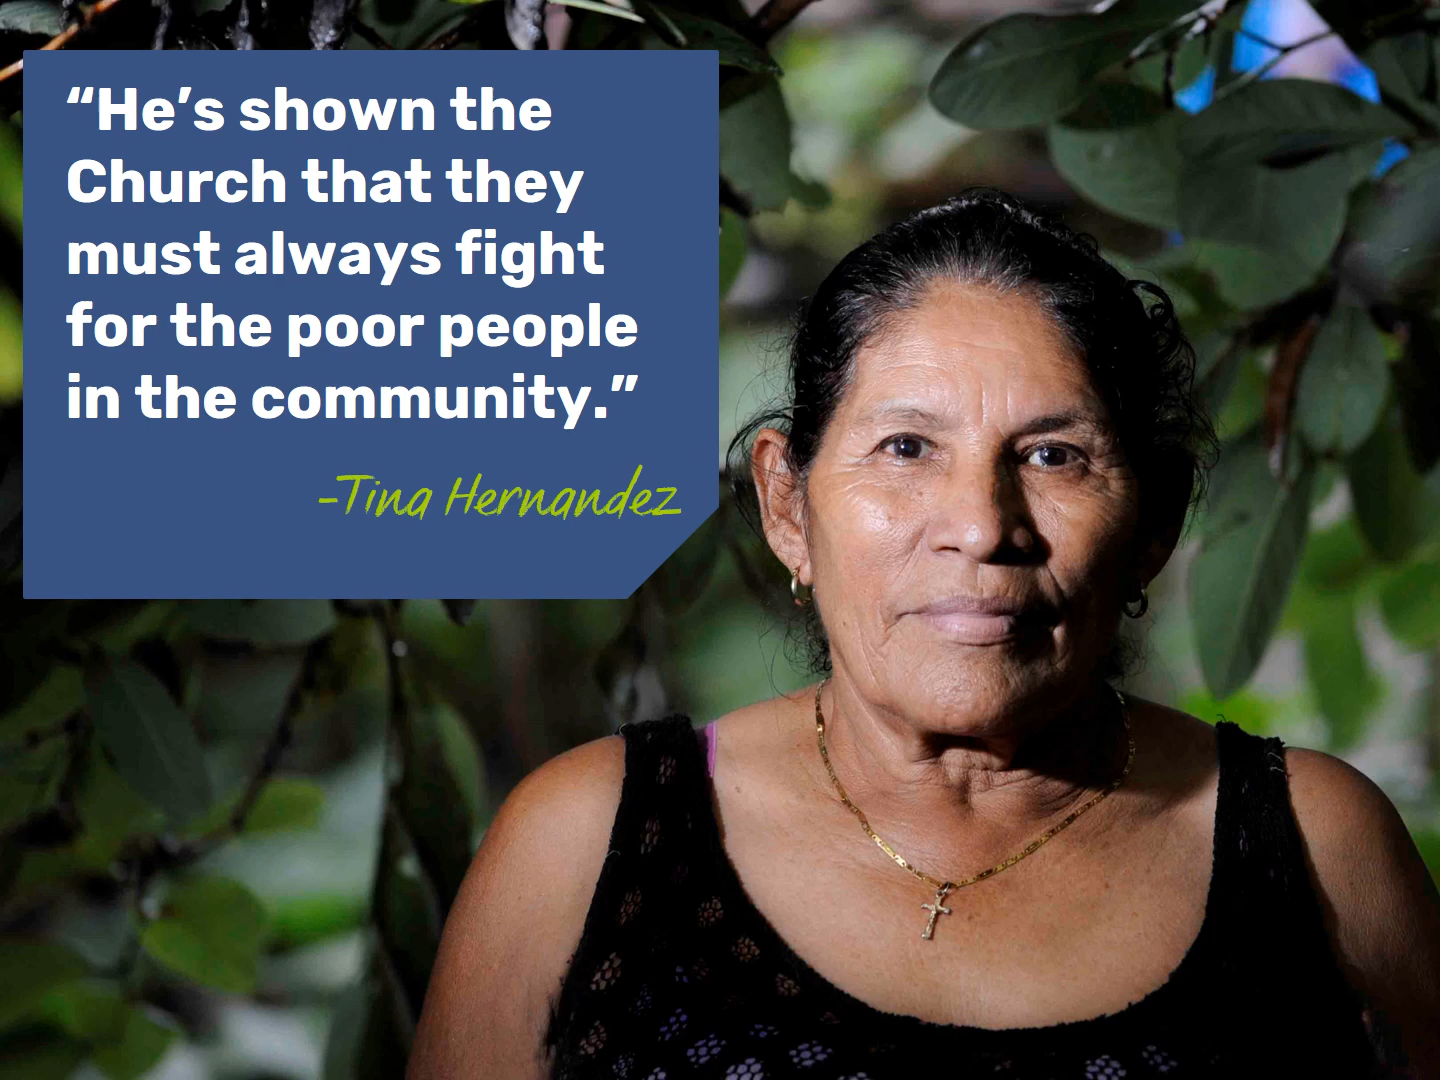 “He’s shown the
Church that they
must always fight
for the poor people
in the community.”
-Tina Hernandez